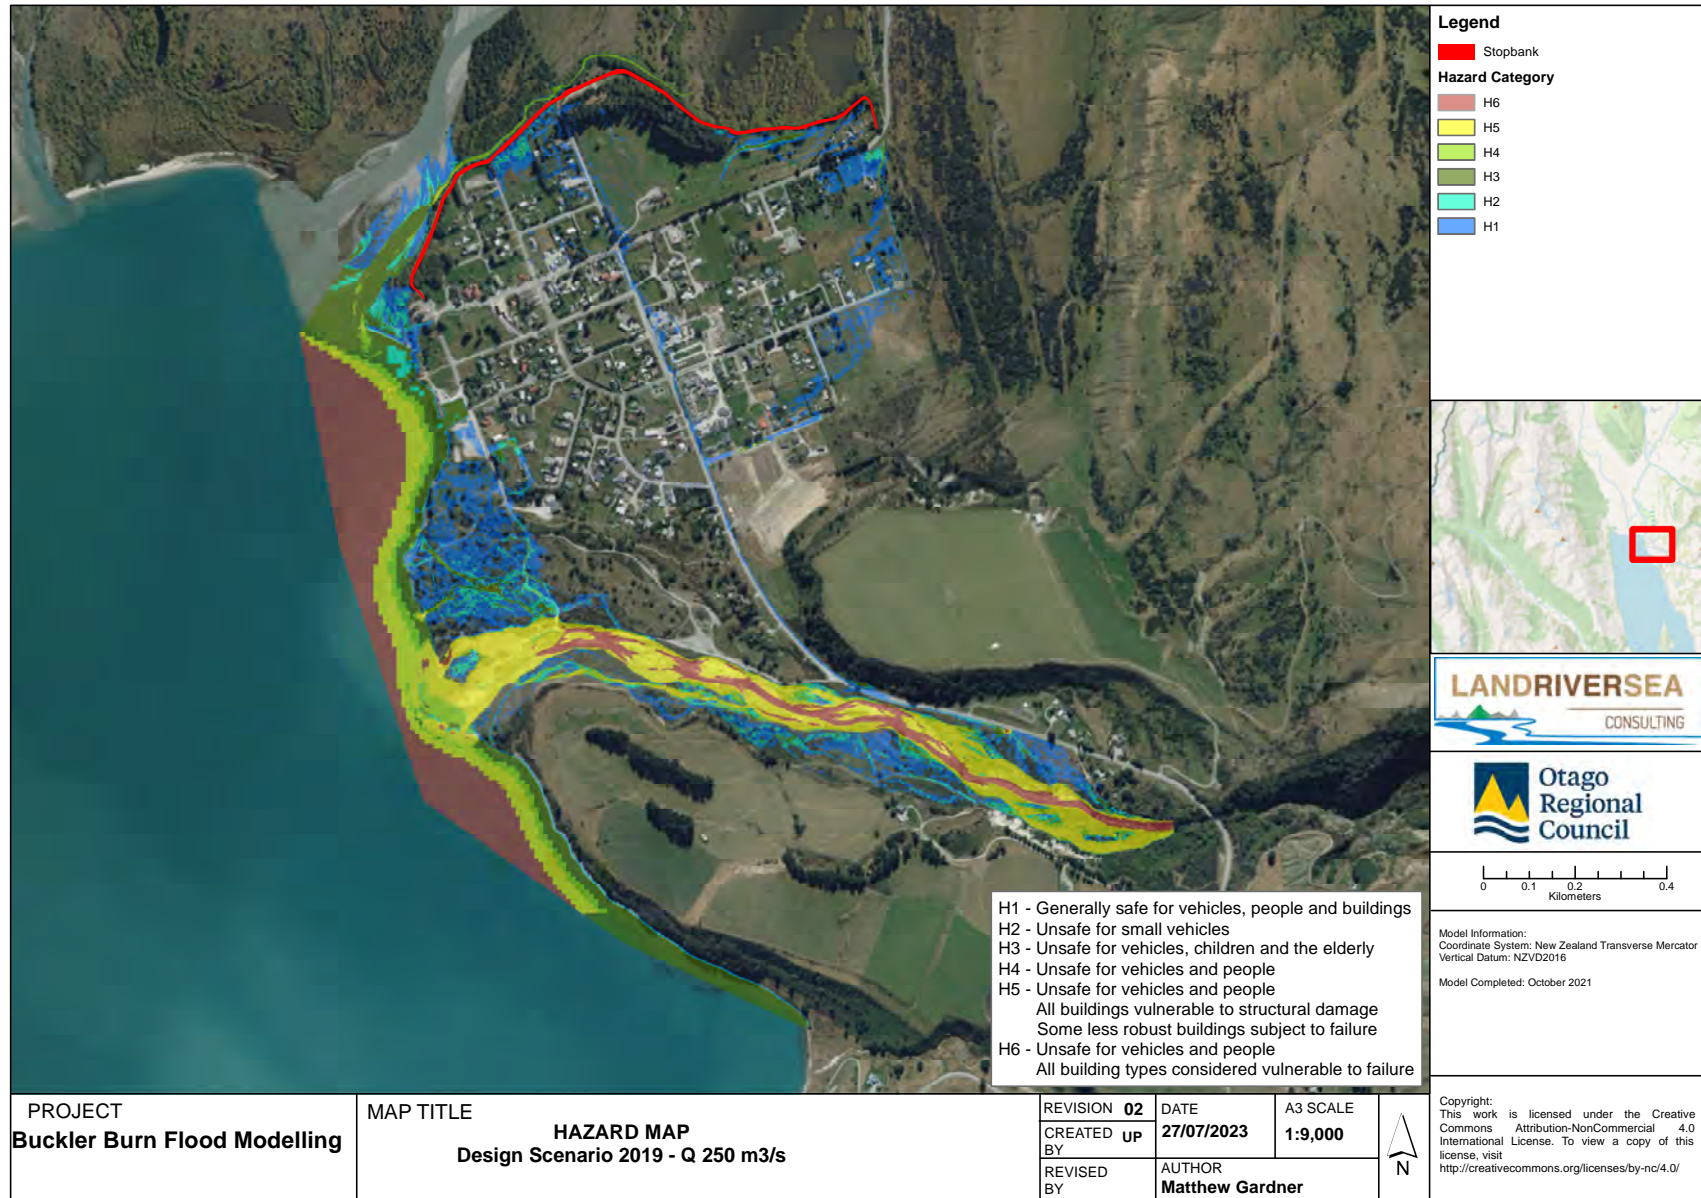 Legend
Stopbank
Hazard Category
H6
H5
H4
H3
H2
H1
LANDRIVERSEA
CONSULTING
Otago
Regional
Council
0 0.1 0.2 0.4
Kilometers
Model Information:
Coordinate System: New Zealand Transverse Mercator
Vertical Datum: NZVD2016
Model Completed: October 2021
H1 - Generally safe for vehicles, people and buildings
H2 - Unsafe for small vehicles
H3 - Unsafe for vehicles, children and the elderly
H4 - Unsafe for vehicles and people
H5 - Unsafe for vehicles and people
All buildings vulnerable to structural damage
Some less robust buildings subject to failure
H6 - Unsafe for vehicles and people
All building types considered vulnerable to failure
PROJECT
Buckler Burn Flood Modelling
MAP TITLE
HAZARD MAP
Design Scenario 2019 - Q 250 m3/s
REVISION 02
CREATED BY UP
REVISED BY
DATE
27/07/2023
A3 SCALE
1:9,000
AUTHOR
Matthew Gardner
N
Copyright:
This work is licensed under the Creative
Commons Attribution-NonCommercial 4.0
International License. To view a copy of this
license, visit
http://creativecommons.org/licenses/by-nc/4.0/